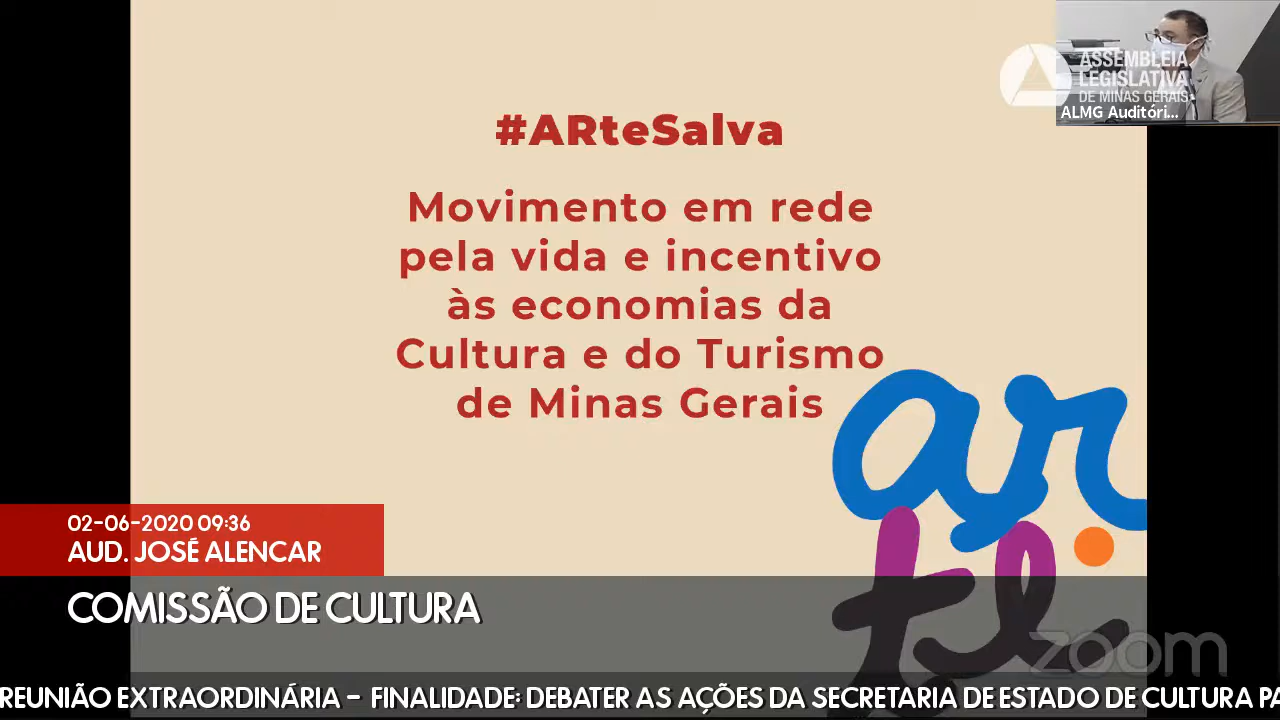 #ARteSalva
Movimento em rede
pela vida e incentivo
às economias da
Cultura e do Turismo
de Minas Gerais
ASSEMBLEIA
LEGISLATIVA
DE MINAS GERAIS
ALMG Auditóri...
ar
te
02-06-2020 09:36
AUD. JOSÉ ALENCAR
COMISSÃO DE CULTURA
zoom
REUNIÃO EXTRAORDINÁRIA - FINALIDADE: DEBATER AS AÇÕES DA SECRETARIA DE ESTADO DE CULTURA PA